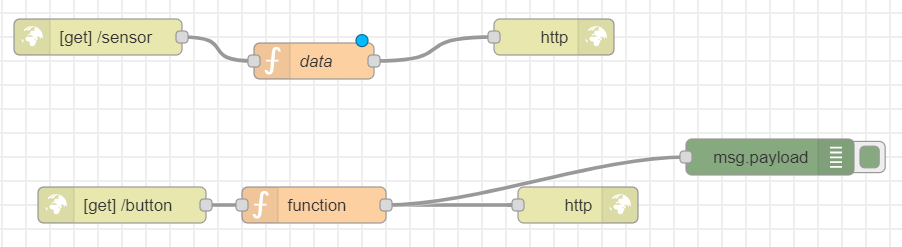 [get] /sensor
data
http
msg.payload
[get] /button
function
http